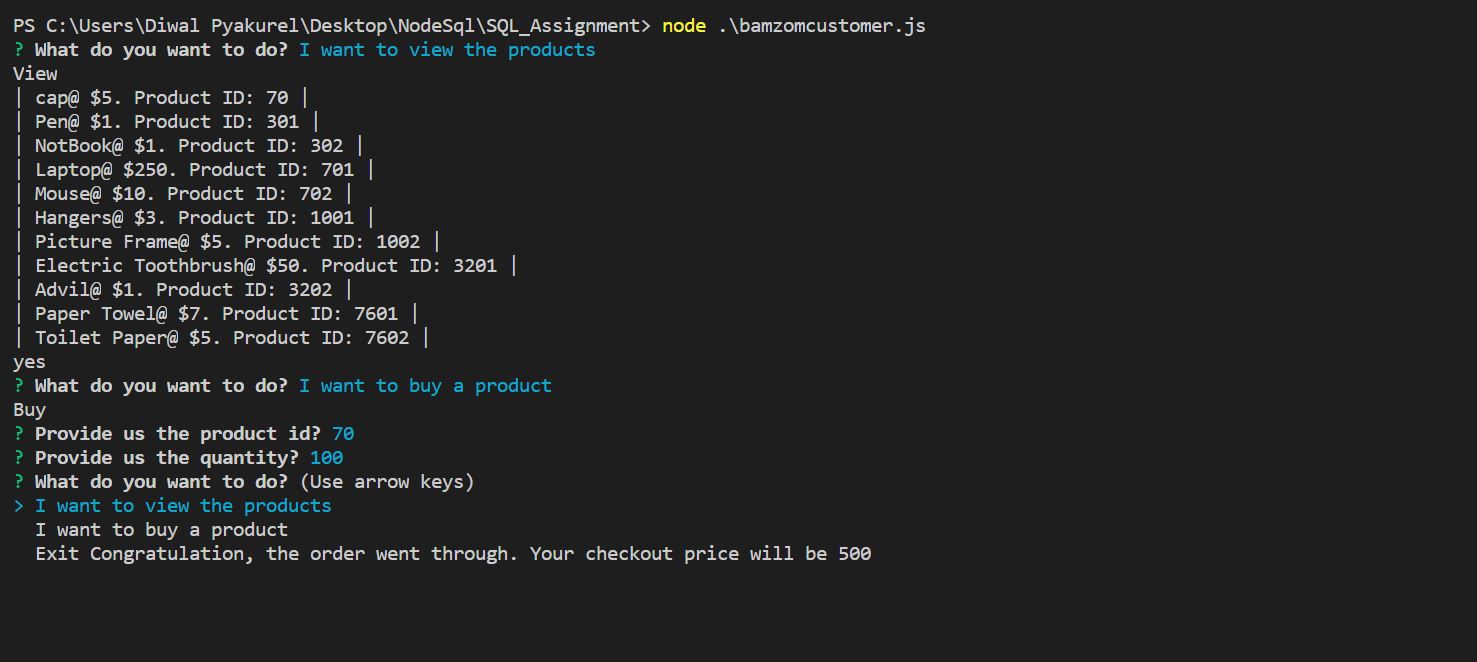 PS C:\Users\Diwal Pyakurel\Desktop\NodeSql\SQL_Assignment> node .\bamzomcustomer.js
? What do you want to do? I want to view the products
View
| cap@ $5. Product ID: 70 |
| Pen@ $1. Product ID: 301 |
| NotBook@ $1. Product ID: 302 |
| Laptop@ $250. Product ID: 701 |
| Mouse@ $10. Product ID: 702 |
| Hangers@ $3. Product ID: 1001 |
| Picture Frame@ $5. Product ID: 1002 |
| Electric Toothbrush@ $50. Product ID: 3201 |
| Advil@ $1. Product ID: 3202 |
| Paper Towel@ $7. Product ID: 7601 |
| Toilet Paper@ $5. Product ID: 7602 |
yes
? What do you want to do? I want to buy a product
Buy
? Provide us the product id? 70
? Provide us the quantity? 100
? What do you want to do? (Use arrow keys)
> I want to view the products
I want to buy a product
Exit Congratulation, the order went through. Your checkout price will be 500